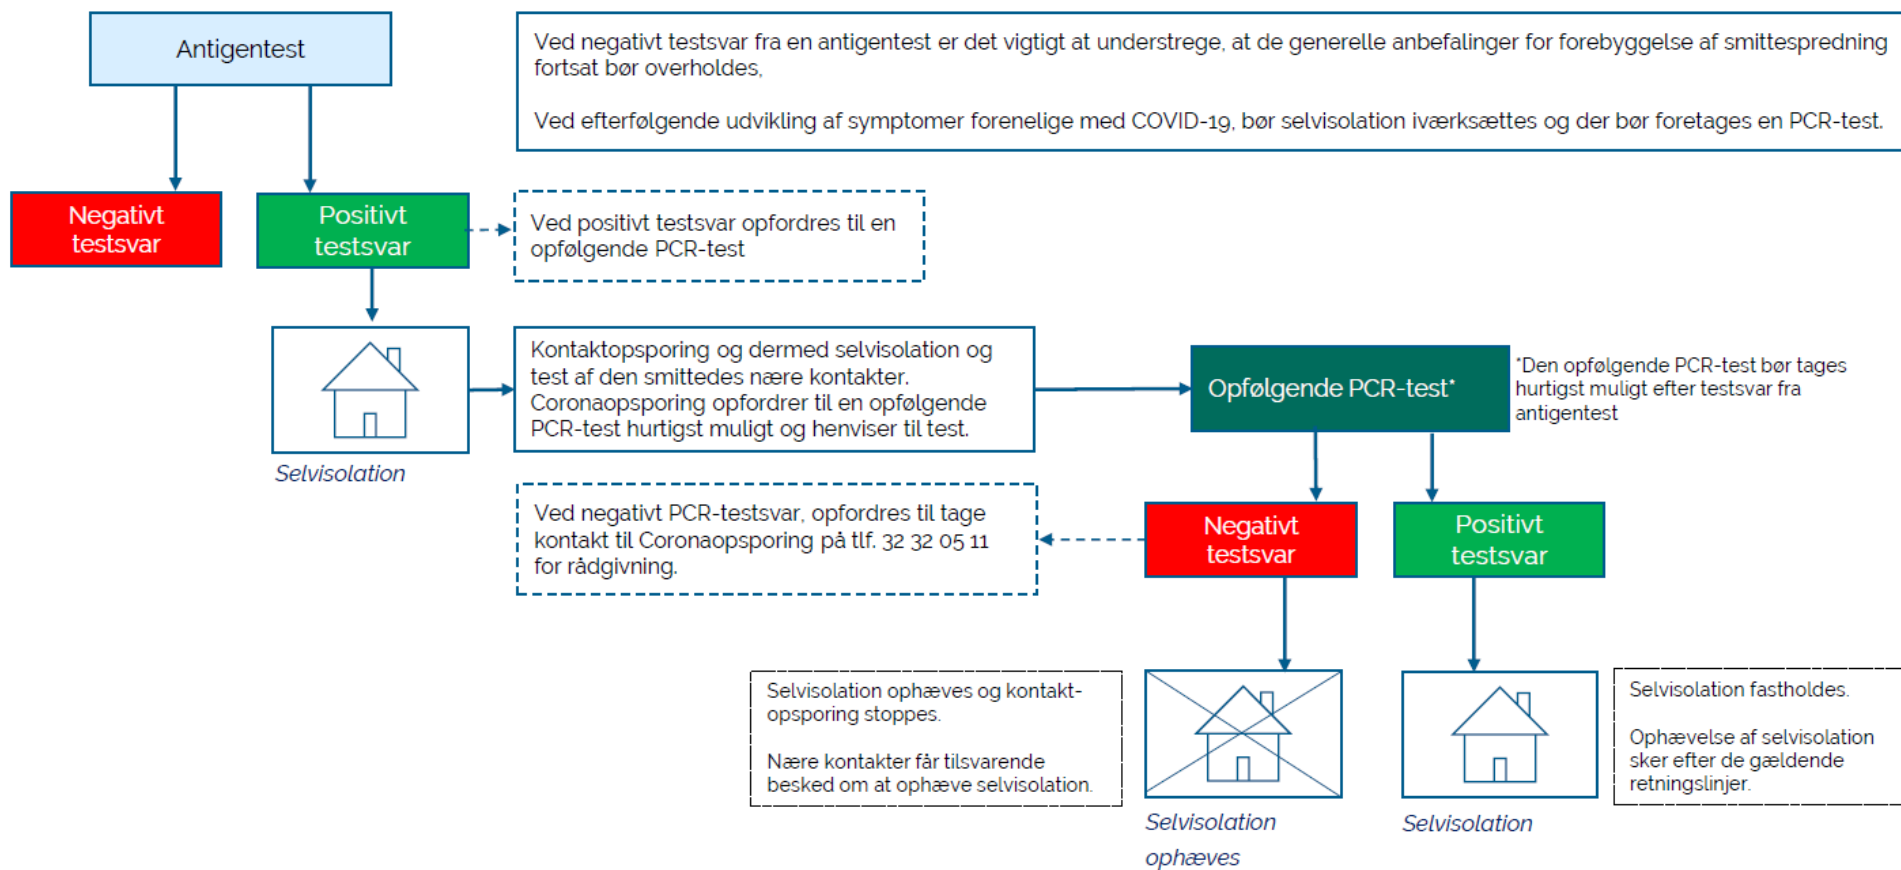 Antigentest
Ved negativt testsvar fra en antigentest er det vigtigt at understrege, at de generelle anbefalinger for forebyggelse af smittespredning
fortsat bør overholdes,
Ved efterfølgende udvikling af symptomer forenelige med COVID-19, bør selvisolation iværksættes og der bør foretages en PCR-test.
Negativt
testsvar
Positivt
testsvar
Ved positivt testsvar opfordres til en
opfølgende PCR-test
Selvisolation
Kontaktopsporing og dermed selvisolation og
test af den smittedes nære kontakter.
Coronaopsporing opfordrer til en opfølgende
PCR-test hurtigst muligt og henviser til test.
Opfølgende PCR-test*
*Den opfølgende PCR-test bør tages
hurtigst muligt efter testsvar fra
antigentest
Ved negativt PCR-testsvar, opfordres til tage
kontakt til Coronaopsporing på tlf. 32 32 05 11
for rådgivning.
Negativt
testsvar
Positivt
testsvar
Selvisolation ophæves og kontakt-
opsporing stoppes.
Nære kontakter får tilsvarende
besked om at ophæve selvisolation.
Selvisolation
ophæves
Selvisolation
Selvisolation fastholdes.
Ophævelse af selvisolation
sker efter de gældende
retningslinjer.